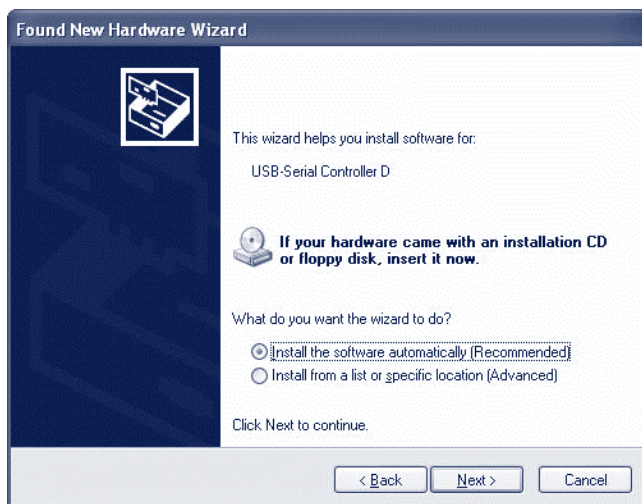 Found New Hardware Wizard
This wizard helps you install software for:
USB-Serial Controller D
If your hardware came with an installation CD
or floppy disk, insert it now.
What do you want the wizard to do?
Install the software automatically (Recommended)
Install from a list or specific location (Advanced)
Click Next to continue.
< Back
Next >
Cancel